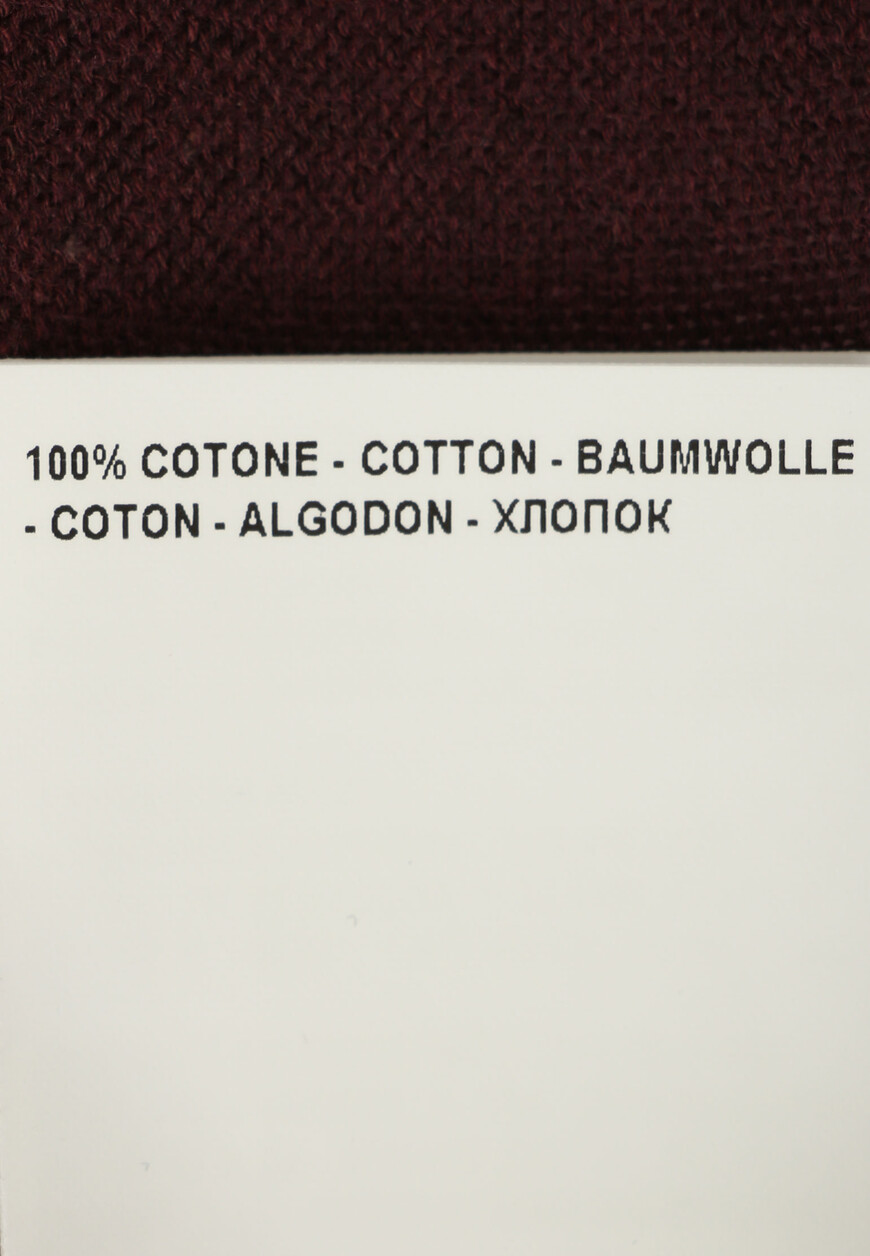 100% COTONE - COTTON - BAUMWOLLE
- COTON - ALGODON - ХЛОПОК